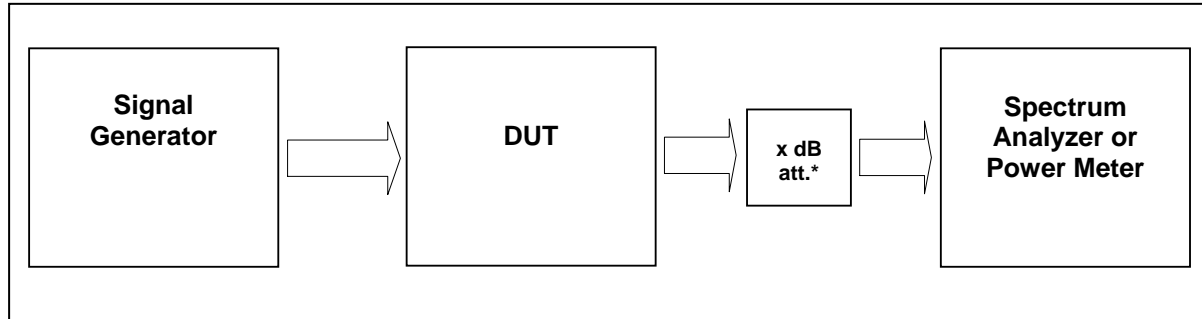 Signal
Generator
DUT
x dB
att.*
Spectrum
Analyzer or
Power Meter